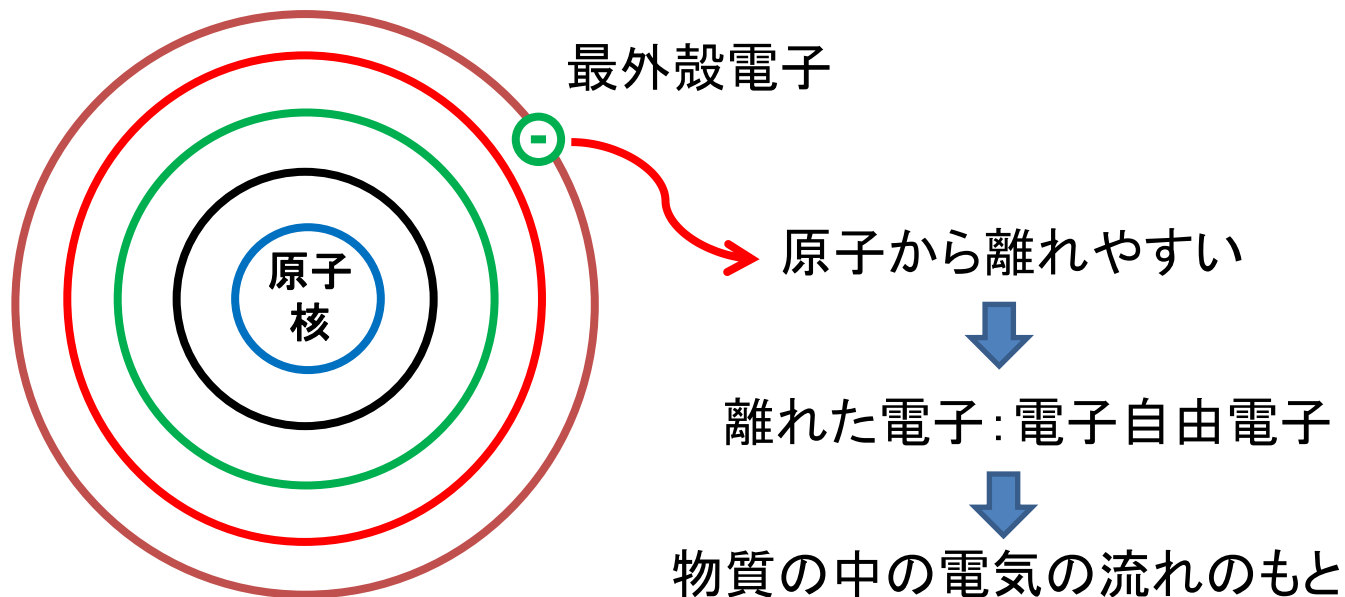 最外殻電子
-
原子
核
原子から離れやすい
離れた電子：電子自由電子
物質の中の電気の流れのもと